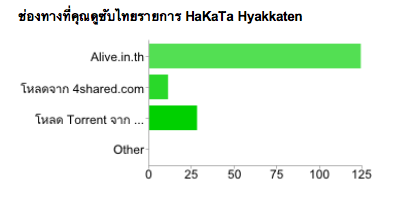 ช่องทางที่คุณดูซับไทยรายการ HaKaTa Hyakkaten
Alive.in.th
โหลดจาก 4shared.com
โหลด Torrent จาก ...
Other
0 25 50 75 100 125